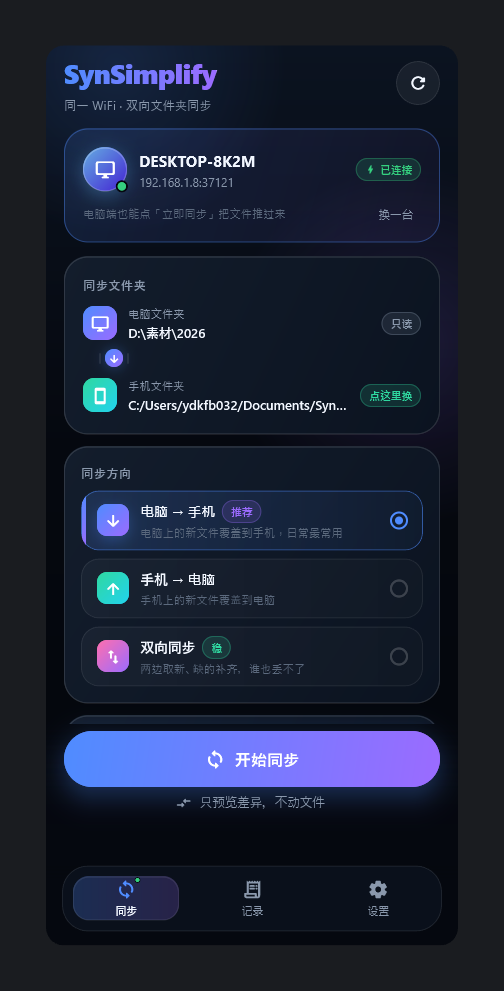 SynSimplify
同一 WiFi · 双向文件夹同步
DESKTOP-8K2M
192.168.1.8:37121
已连接
电脑端也能点「立即同步」把文件推过来
换一台
同步文件夹
电脑文件夹
D:\素材\2026
只读
手机文件夹
C:/Users/ydkfb032/Documents/Syn...
点这里换
同步方向
电脑 → 手机 推荐
电脑上的新文件覆盖到手机，日常最常用
手机 → 电脑
手机上的新文件覆盖到电脑
双向同步 稳
两边取新、缺的补齐，谁也丢不了
开始同步
只预览差异，不动文件
同步
记录
设置